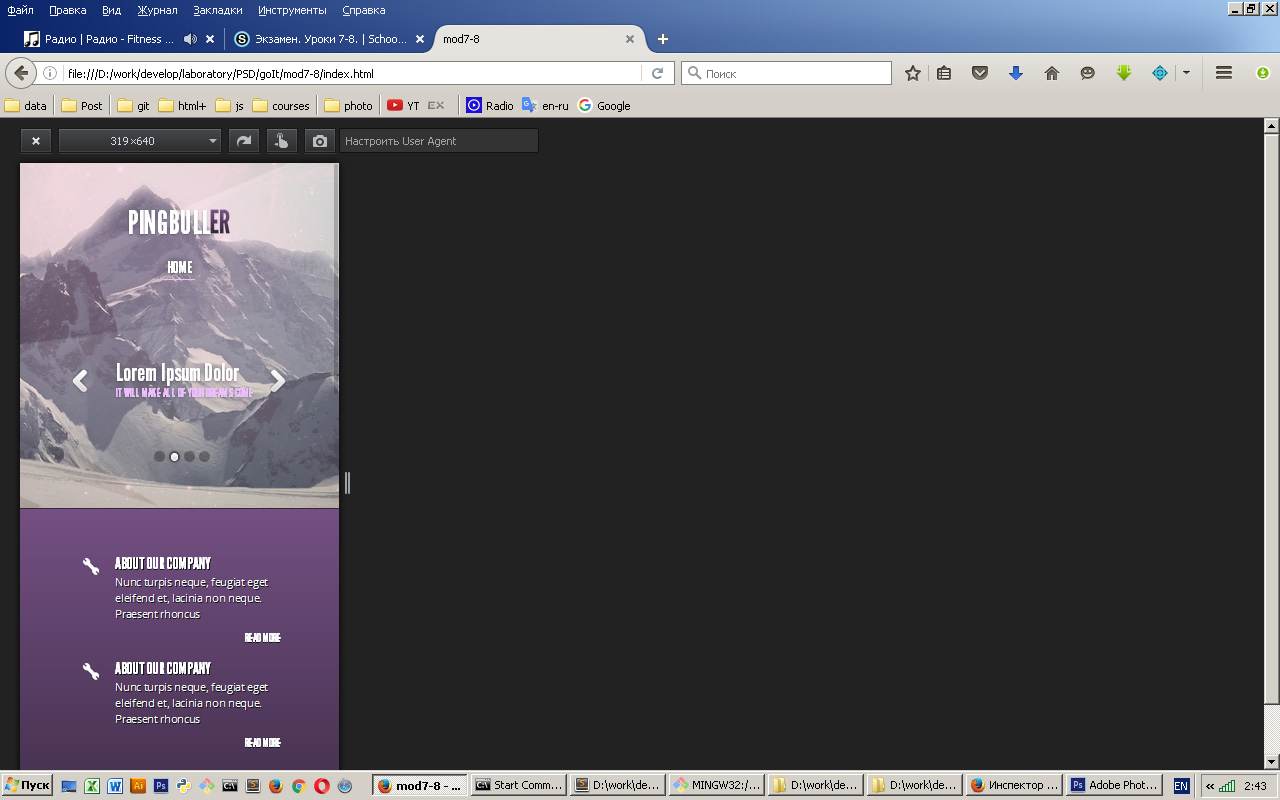 Файл Правка Вид Журнал Закладки Инструменты Справка
Радио | Радио - Fitness ... Экзамен. Уроки 7-8. | Schoo... mod7-8
file:///D:/work/develop/laboratory/PSD/goIt/mod7-8/index.html Поиск
data Post git html+ js courses photo YT EX Radio en-ru Google
319×640 Настроить User Agent
PINGBULLER
HOME
Lorem Ipsum Dolor
IT WILL MAKE ALL OF YOUR DREAMS COME
ABOUT OUR COMPANY
Nunc turpis neque, feugiat eget
eleifend et, lacinia non neque.
Praesent rhoncus
READ MORE
ABOUT OUR COMPANY
Nunc turpis neque, feugiat eget
eleifend et, lacinia non neque.
Praesent rhoncus
READ MORE
Пуск mod7-8 - ... Start Comm... D:\work\de... MINGW32:/... D:\work\de... D:\work\de... Инспектор ... Adobe Phot... EN 2:43